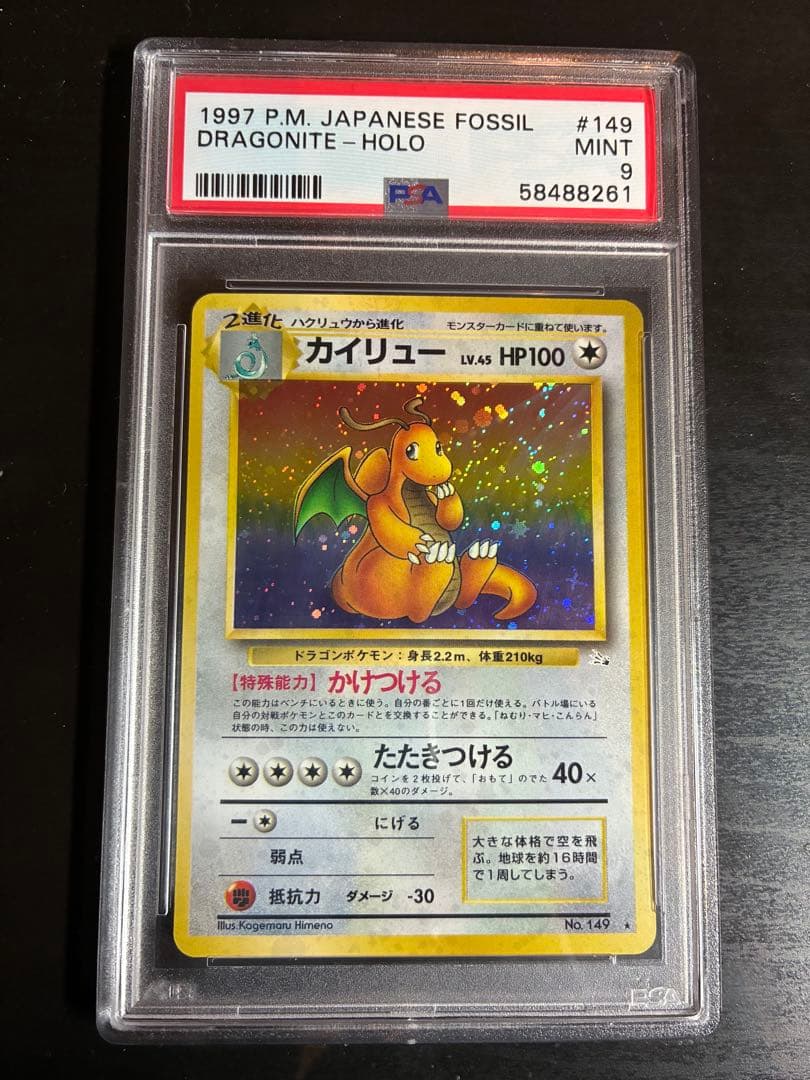 1997 P.M. JAPANESE FOSSIL #149
DRAGONITE - HOLO MINT
9
PSA 58488261
2進化 ハクリュウから進化 モンスターカードに重ねて使います。
カイリュー LV.45 HP100
ドラゴンポケモン：身長2.2m、体重210kg
【特殊能力】かけつける
この能力はベンチにいるときに使う。自分の番ごとに1回だけ使える。バトル場にいる
自分の対戦ポケモンとこのカードとを交換することができる。「ねむり・マヒ・こんらん」
状態の時、この力は使えない。
たたきつける
コインを2枚投げて、「おもて」のでた 40×
数×40のダメージ。
− にげる
弱点
抵抗力 ダメージ -30
大きな体格で空を飛
ぶ。地球を約16時間
で1周してしまう。
Illus.Kagemaru Himeno No. 149 ★
PSA